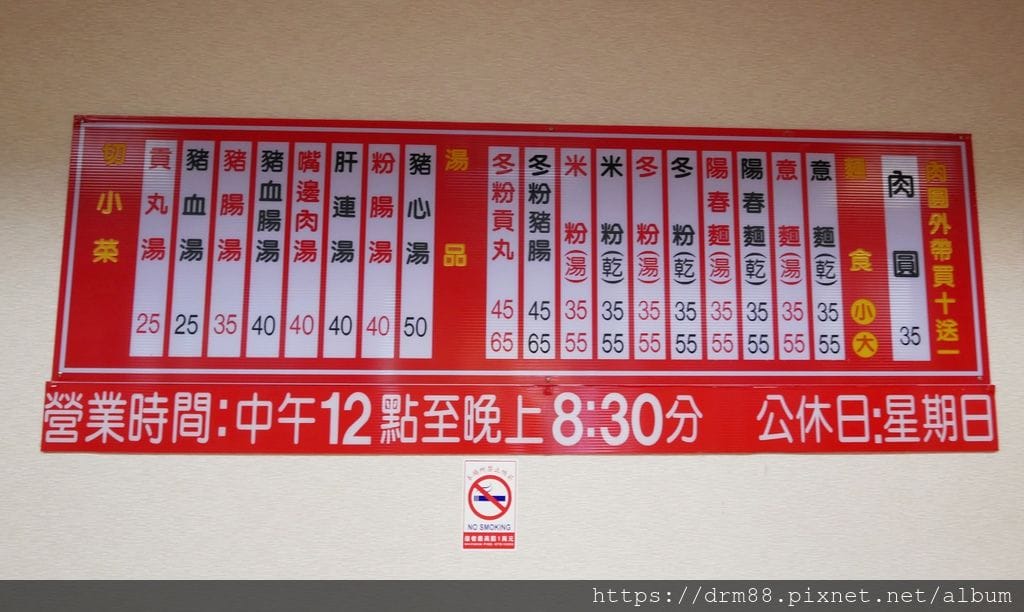 肉圓外帶買十送一
肉圓 35
麵食 小 大
意麵(乾) 35 55
意麵(湯) 35 55
陽春麵(乾) 35 55
陽春麵(湯) 35 55
冬粉(乾) 35 55
冬粉(湯) 35 55
米粉(乾) 35 55
米粉(湯) 35 55
冬粉豬腸 45 65
冬粉貢丸 45 65
湯品
豬心湯 50
粉腸湯 40
肝連湯 40
嘴邊肉湯 40
豬血腸湯 40
豬腸湯 35
豬血湯 25
貢丸湯 25
切小菜
營業時間:中午12點至晚上8:30分 公休日:星期日
NO SMOKING
https://drm88.pixnet.net/album